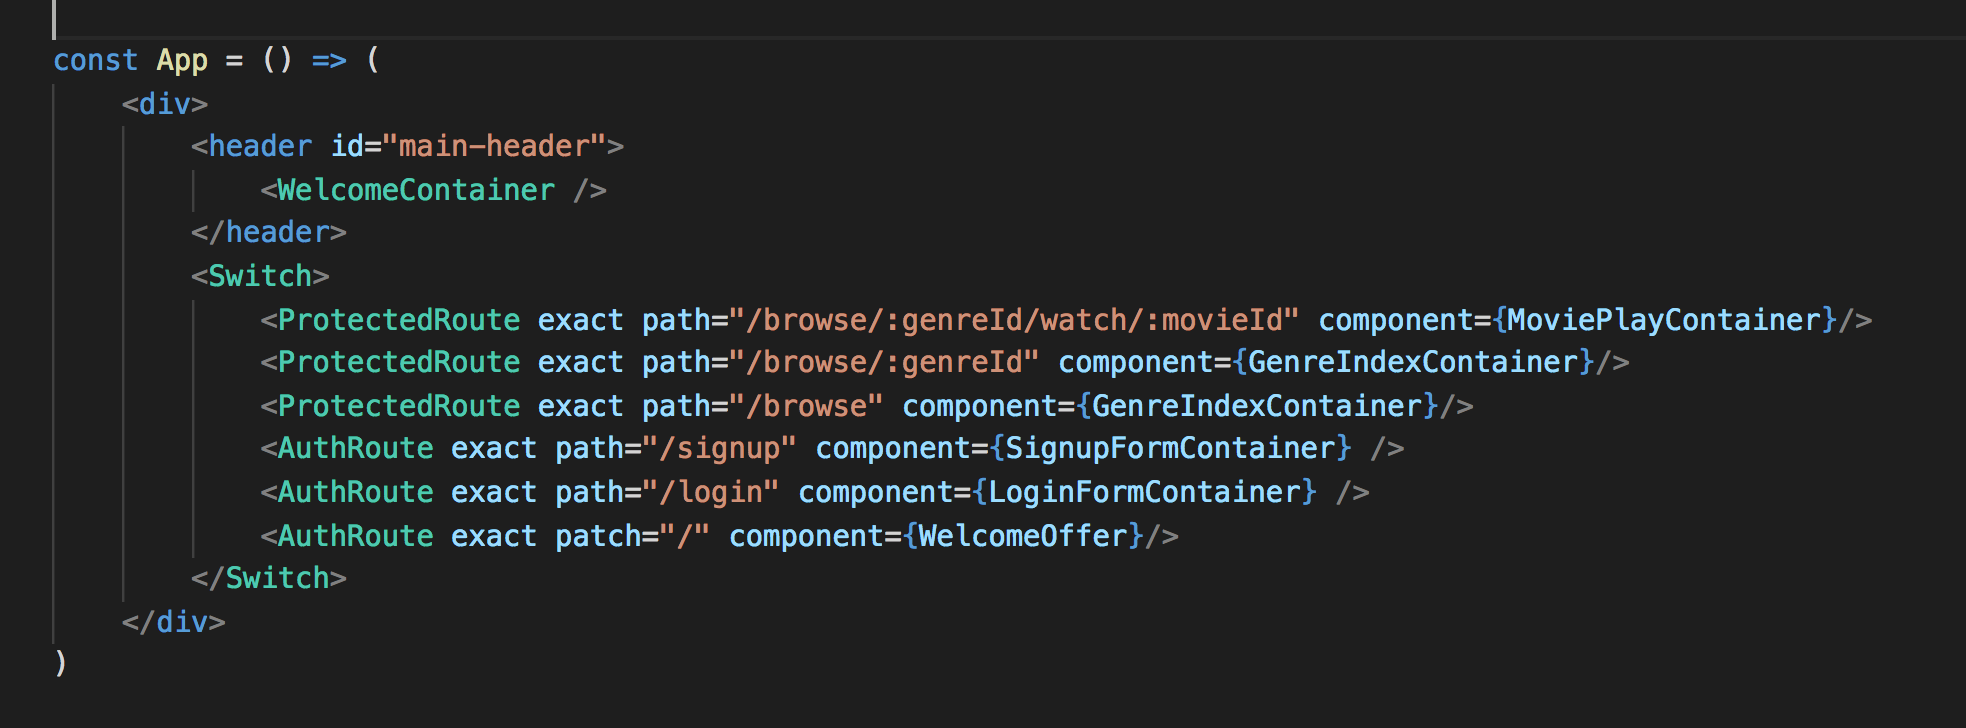 const App = () => (
    <div>
        <header id="main-header">
            <WelcomeContainer />
        </header>
        <Switch>
            <ProtectedRoute exact path="/browse/:genreId/watch/:movieId" component={MoviePlayContainer}/>
            <ProtectedRoute exact path="/browse/:genreId" component={GenreIndexContainer}/>
            <ProtectedRoute exact path="/browse" component={GenreIndexContainer}/>
            <AuthRoute exact path="/signup" component={SignupFormContainer} />
            <AuthRoute exact path="/login" component={LoginFormContainer} />
            <AuthRoute exact patch="/" component={WelcomeOffer}/>
        </Switch>
    </div>
)